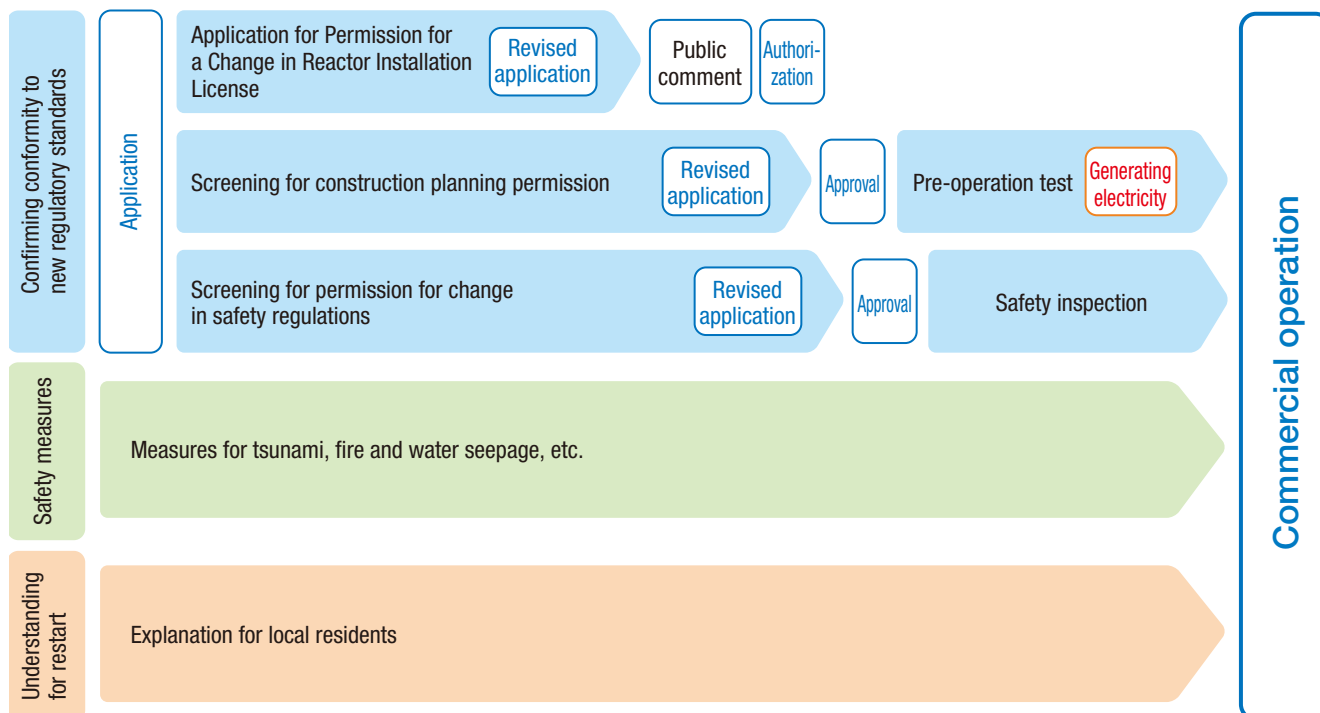 Confirming conformity to
new regulatory standards
Application
Application for Permission for
a Change in Reactor Installation
License
Revised
application
Public
comment
Authori-
zation
Screening for construction planning permission
Revised
application
Approval
Pre-operation test
Generating
electricity
Screening for permission for change
in safety regulations
Revised
application
Approval
Safety inspection
Safety measures
Measures for tsunami, fire and water seepage, etc.
Understanding
for restart
Explanation for local residents
Commercial operation